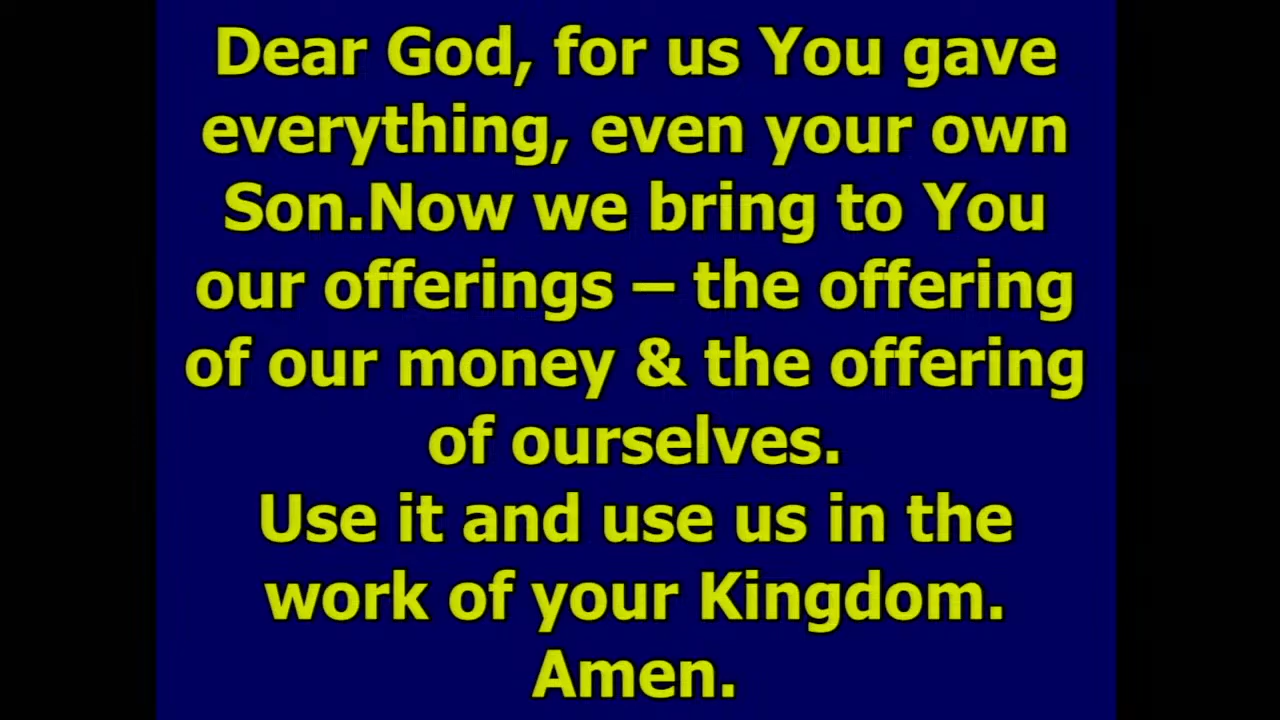 Dear God, for us You gave
everything, even your own
Son.Now we bring to You
our offerings – the offering
of our money & the offering
of ourselves.
Use it and use us in the
work of your Kingdom.
Amen.